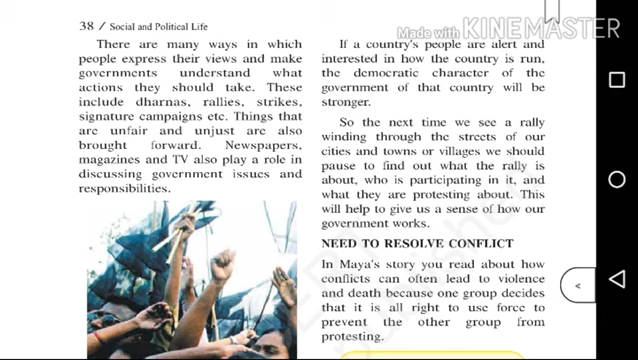 38 / Social and Political Life
Made with KINEMASTER
There are many ways in which
people express their views and make
governments understand what
actions they should take. These
include dharnas, rallies, strikes,
signature campaigns etc. Things that
are unfair and unjust are also
brought forward. Newspapers,
magazines and TV also play a role in
discussing government issues and
responsibilities.
If a country's people are alert and
interested in how the country is run,
the democratic character of the
government of that country will be
stronger.
So the next time we see a rally
winding through the streets of our
cities and towns or villages we should
pause to find out what the rally is
about, who is participating in it, and
what they are protesting about. This
will help to give us a sense of how our
government works.
NEED TO RESOLVE CONFLICT
In Maya's story you read about how
conflicts can often lead to violence
and death because one group decides
that it is all right to use force to
prevent the other group from
protesting.